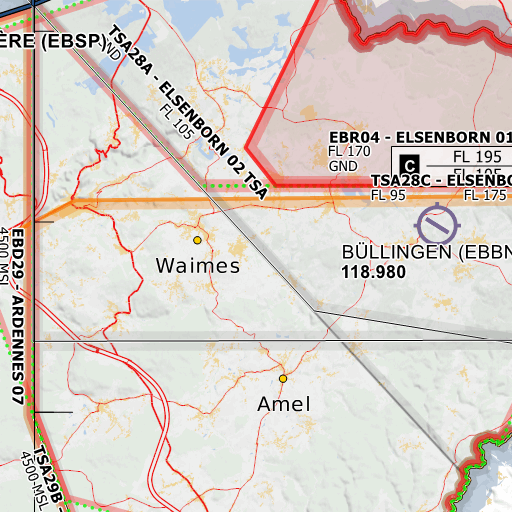 ERE (EBSP)
ND
TSA28A - ELSENBORN 02 TSA
FL 105
EBR04 - ELSENBORN 01
FL 170
GND
C
FL 195
TSA28C - ELSENBO
FL 95
FL 175
BÜLLINGEN (EBBN
118.980
Waimes
EBD29 - ARDENNES 07
4500-MSL
Amel
TSA29B -
4500-MSL